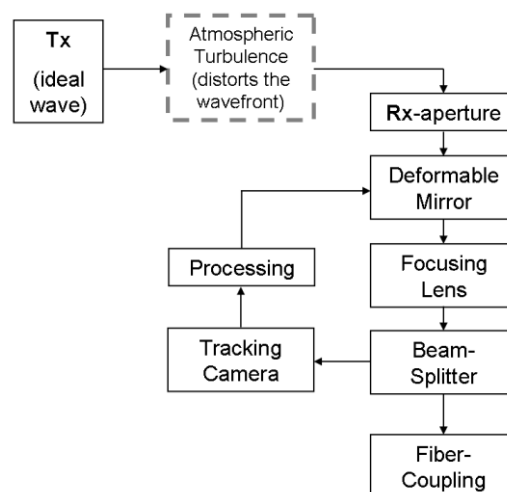 Tx
(ideal
wave)
Atmospheric
Turbulence
(distorts the
wavefront)
Rx-aperture
Deformable
Mirror
Processing
Focusing
Lens
Tracking
Camera
Beam-
Splitter
Fiber-
Coupling